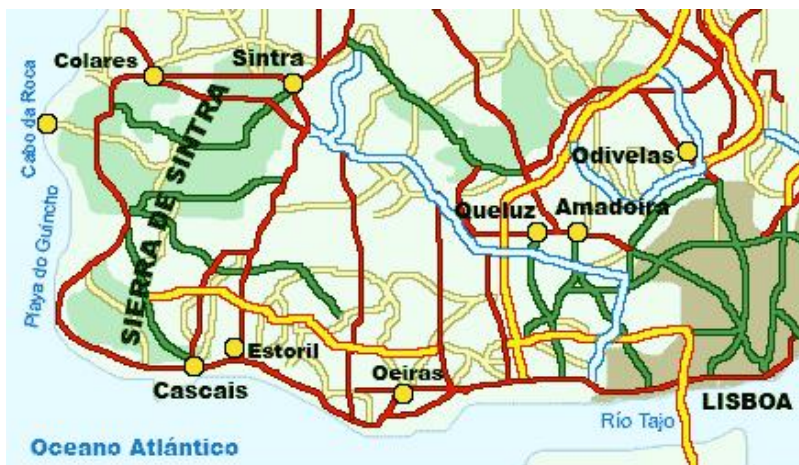 Colares
Sintra
Cabo da Roca
SIERRA DE SINTRA
Odivelas
Queluz
Amadoira
Playa do Guincho
Estoril
Cascais
Oeiras
LISBOA
Río Tajo
Oceano Atlántico